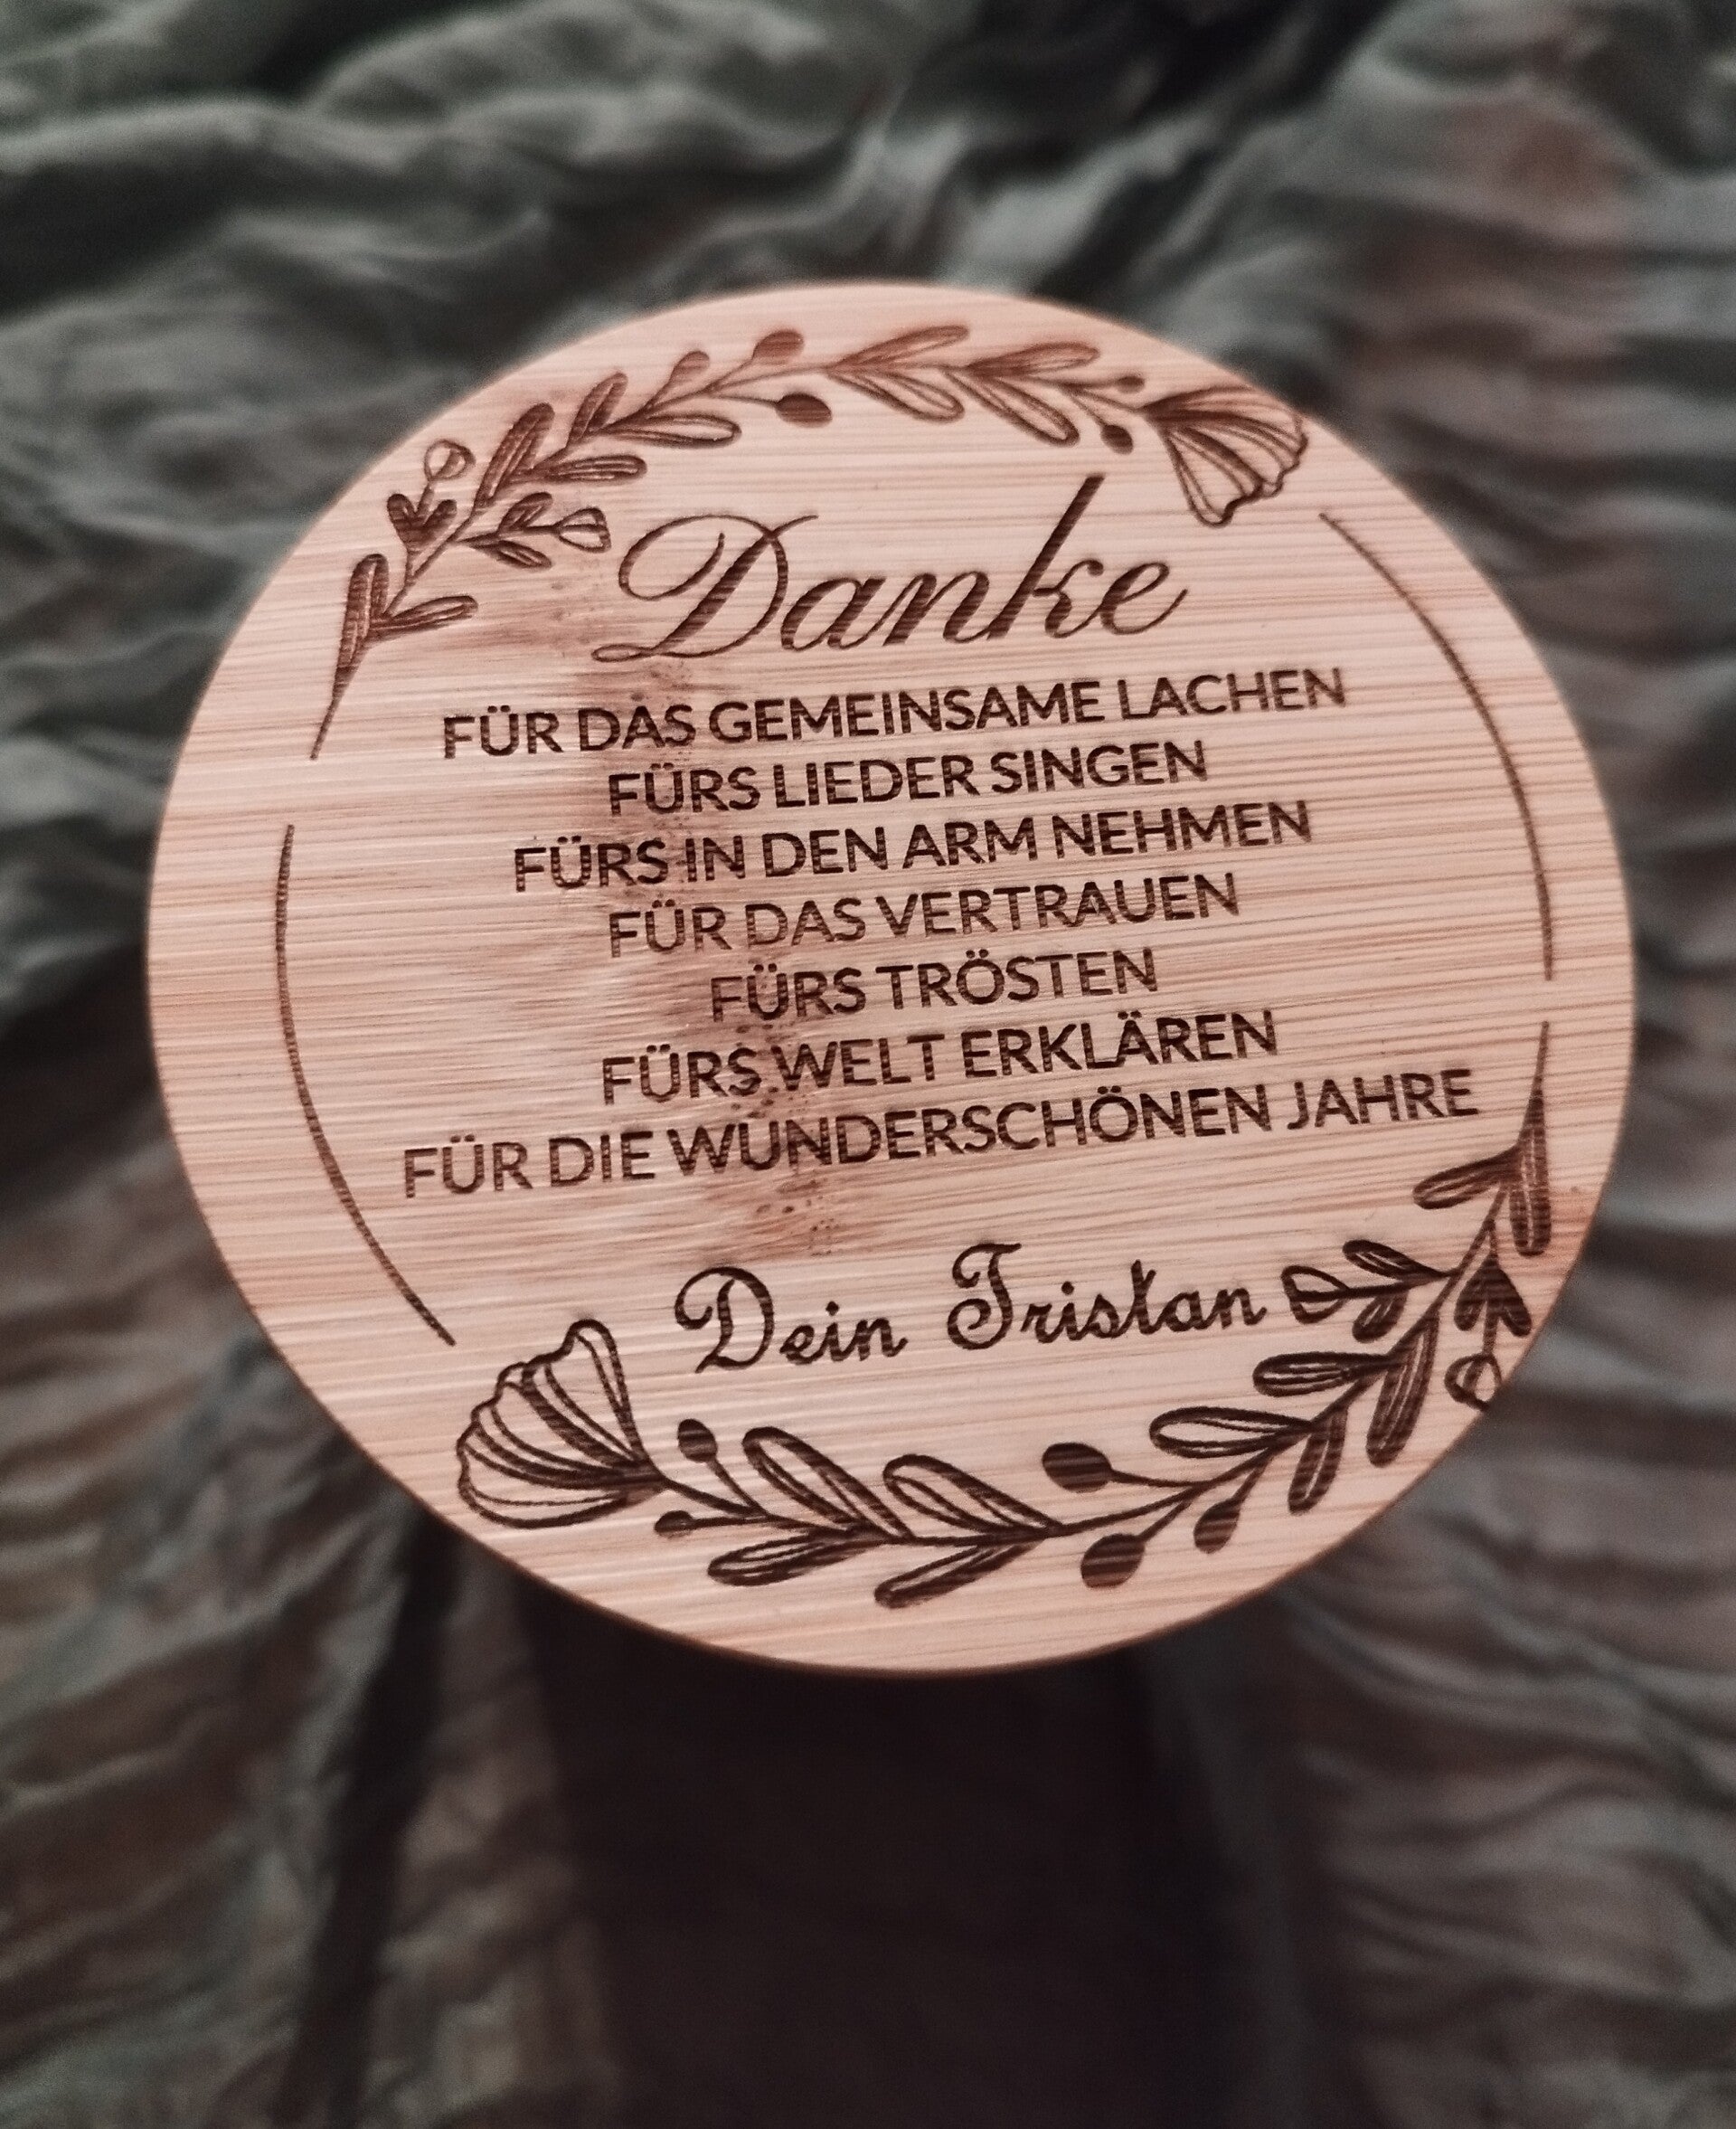 Danke
FÜR DAS GEMEINSAME LACHEN
FÜRS LIEDER SINGEN
FÜRS IN DEN ARM NEHMEN
FÜR DAS VERTRAUEN
FÜRS TRÖSTEN
FÜRS WELT ERKLÄREN
FÜR DIE WUNDERSCHÖNEN JAHRE
Dein Tristan